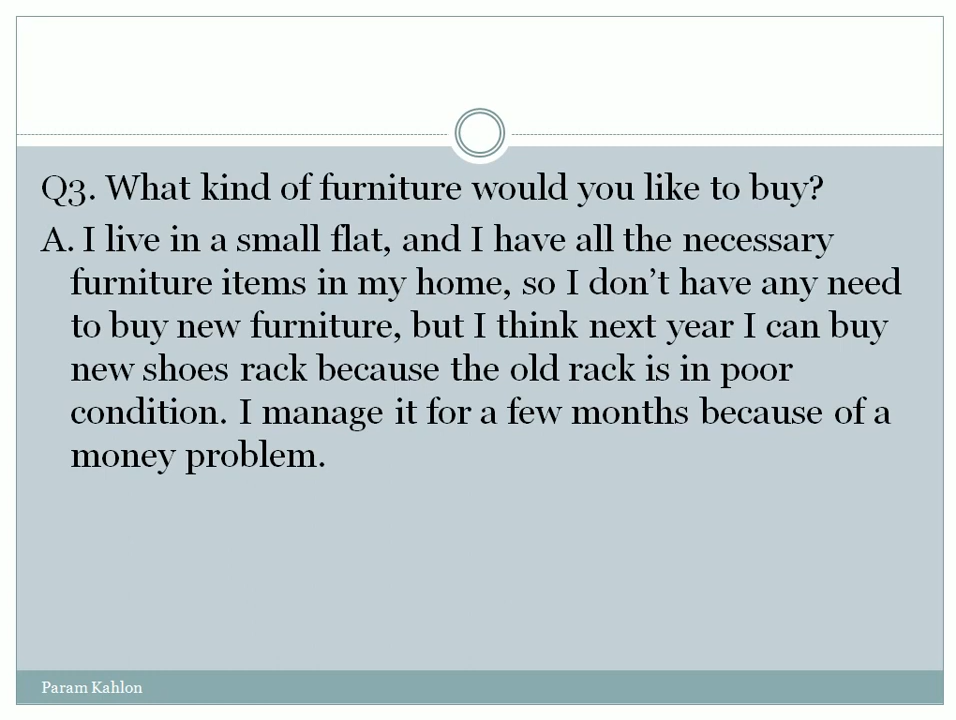 Q3. What kind of furniture would you like to buy?
A. I live in a small flat, and I have all the necessary
furniture items in my home, so I don’t have any need
to buy new furniture, but I think next year I can buy
new shoes rack because the old rack is in poor
condition. I manage it for a few months because of a
money problem.
Param Kahlon